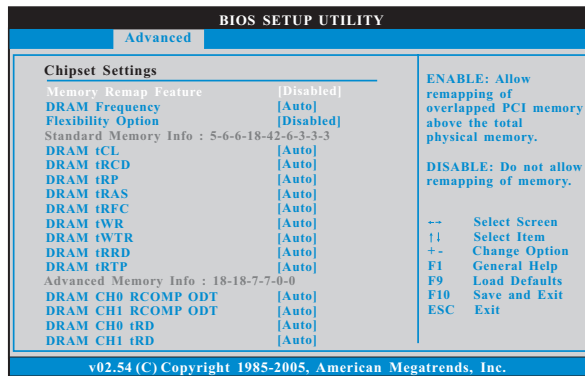 BIOS SETUP UTILITY
Advanced
Chipset Settings
Memory Remap Feature [Disabled]
DRAM Frequency [Auto]
Flexibility Option [Disabled]
Standard Memory Info : 5-6-6-18-42-6-3-3-3
DRAM tCL [Auto]
DRAM tRCD [Auto]
DRAM tRP [Auto]
DRAM tRAS [Auto]
DRAM tRFC [Auto]
DRAM tWR [Auto]
DRAM tWTR [Auto]
DRAM tRRD [Auto]
DRAM tRTP [Auto]
Advanced Memory Info : 18-18-7-7-0-0
DRAM CH0 RCOMP ODT [Auto]
DRAM CH1 RCOMP ODT [Auto]
DRAM CH0 tRD [Auto]
DRAM CH1 tRD [Auto]
ENABLE: Allow
remapping of
overlapped PCI memory
above the total
physical memory.
DISABLE: Do not allow
remapping of memory.
←→ Select Screen
↑↓ Select Item
+ - Change Option
F1 General Help
F9 Load Defaults
F10 Save and Exit
ESC Exit
v02.54 (C) Copyright 1985-2005, American Megatrends, Inc.